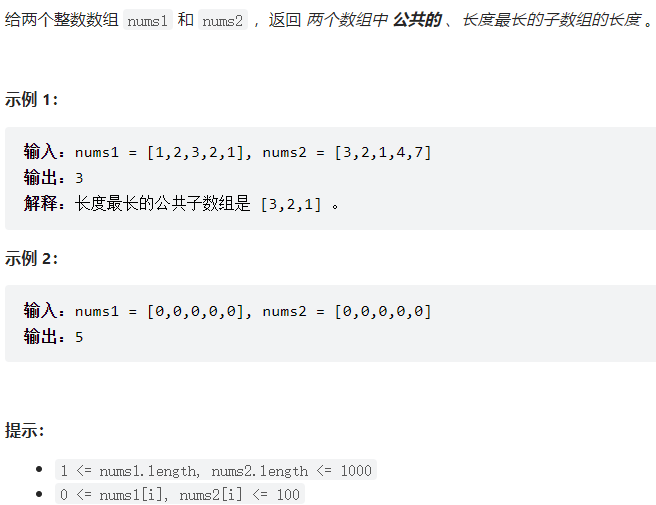 给两个整数数组 nums1 和 nums2 ，返回 两个数组中 公共的 、长度最长的子数组的长度 。
示例 1：
输入：nums1 = [1,2,3,2,1], nums2 = [3,2,1,4,7]
输出：3
解释：长度最长的公共子数组是 [3,2,1] 。
示例 2：
输入：nums1 = [0,0,0,0,0], nums2 = [0,0,0,0,0]
输出：5
提示：
• 1 <= nums1.length, nums2.length <= 1000
• 0 <= nums1[i], nums2[i] <= 100